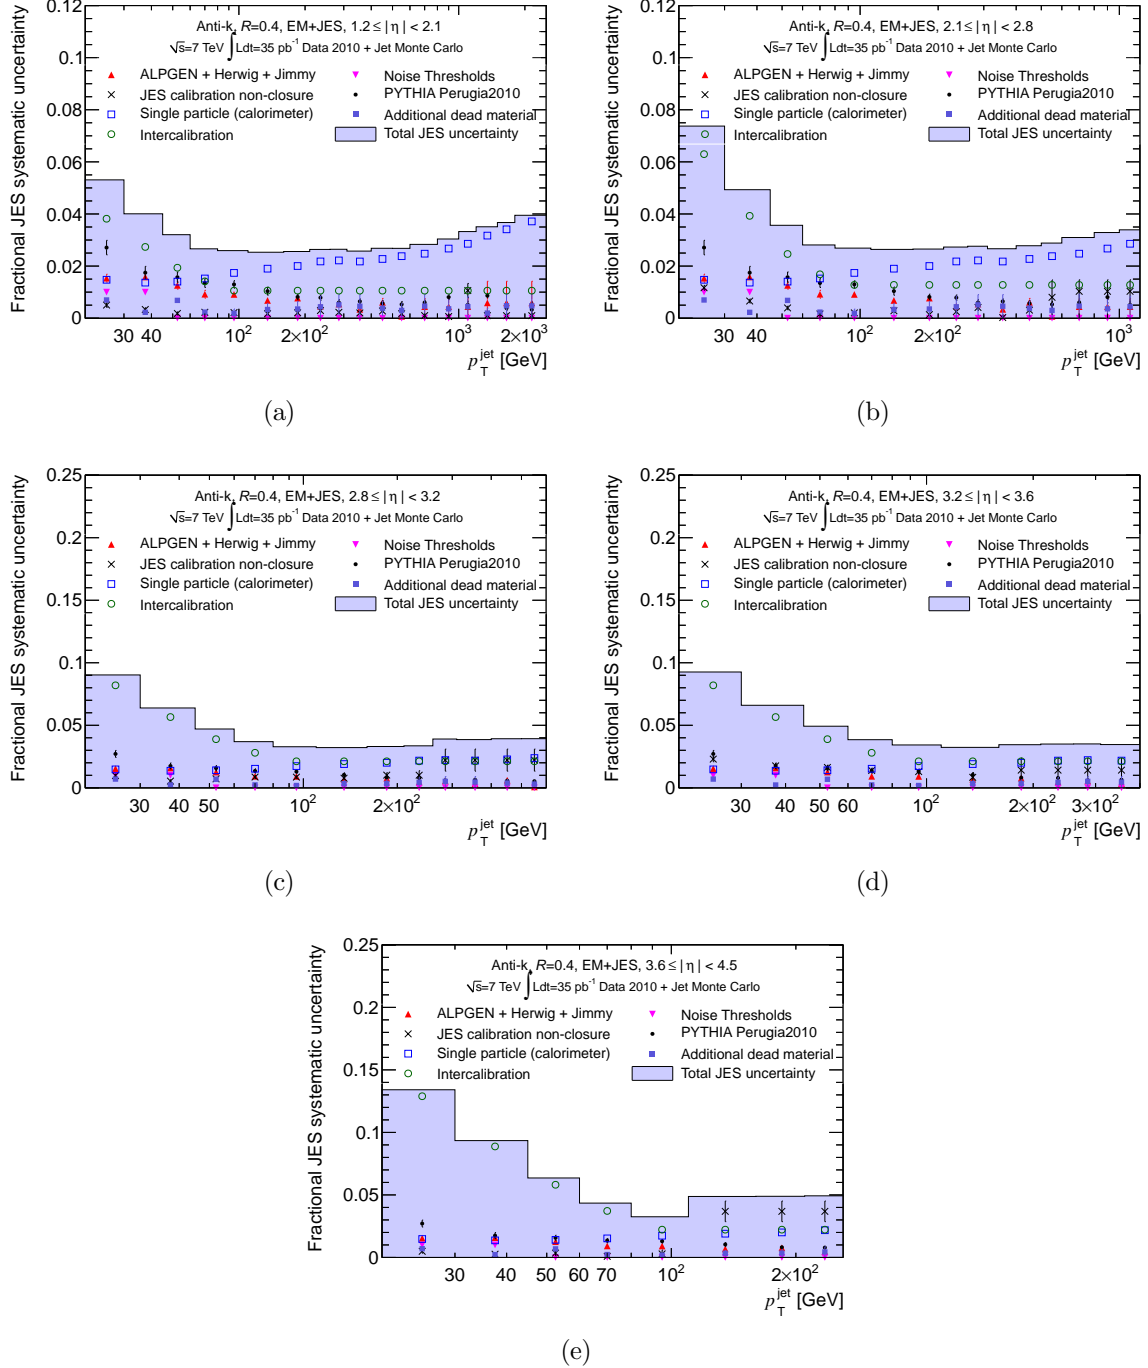 Fractional JES systematic uncertainty
0.12
0.1
0.08
0.06
0.04
0.02
0
Anti-k, R=0.4, EM+JES, 1.2 ≤ | η | < 2.1
√s=7 TeV ∫Ldt=35 pb⁻¹ Data 2010 + Jet Monte Carlo
ALPGEN + Herwig + Jimmy
JES calibration non-closure
Single particle (calorimeter)
Intercalibration
Noise Thresholds
PYTHIA Perugia2010
Additional dead material
Total JES uncertainty
30 40 10² 2×10² 10³ 2×10³
p_T^jet [GeV]
(a)
Fractional JES systematic uncertainty
0.12
0.1
0.08
0.06
0.04
0.02
0
Anti-k, R=0.4, EM+JES, 2.1 ≤ | η | < 2.8
√s=7 TeV ∫Ldt=35 pb⁻¹ Data 2010 + Jet Monte Carlo
ALPGEN + Herwig + Jimmy
JES calibration non-closure
Single particle (calorimeter)
Intercalibration
Noise Thresholds
PYTHIA Perugia2010
Additional dead material
Total JES uncertainty
30 40 10² 2×10² 10³
p_T^jet [GeV]
(b)
Fractional JES systematic uncertainty
0.25
0.2
0.15
0.1
0.05
0
Anti-k, R=0.4, EM+JES, 2.8 ≤ | η | < 3.2
√s=7 TeV ∫Ldt=35 pb⁻¹ Data 2010 + Jet Monte Carlo
ALPGEN + Herwig + Jimmy
JES calibration non-closure
Single particle (calorimeter)
Intercalibration
Noise Thresholds
PYTHIA Perugia2010
Additional dead material
Total JES uncertainty
30 40 50 10² 2×10²
p_T^jet [GeV]
(c)
Fractional JES systematic uncertainty
0.25
0.2
0.15
0.1
0.05
0
Anti-k, R=0.4, EM+JES, 3.2 ≤ | η | < 3.6
√s=7 TeV ∫Ldt=35 pb⁻¹ Data 2010 + Jet Monte Carlo
ALPGEN + Herwig + Jimmy
JES calibration non-closure
Single particle (calorimeter)
Intercalibration
Noise Thresholds
PYTHIA Perugia2010
Additional dead material
Total JES uncertainty
30 40 50 60 10² 2×10² 3×10²
p_T^jet [GeV]
(d)
Fractional JES systematic uncertainty
0.25
0.2
0.15
0.1
0.05
0
Anti-k, R=0.4, EM+JES, 3.6 ≤ | η | < 4.5
√s=7 TeV ∫Ldt=35 pb⁻¹ Data 2010 + Jet Monte Carlo
ALPGEN + Herwig + Jimmy
JES calibration non-closure
Single particle (calorimeter)
Intercalibration
Noise Thresholds
PYTHIA Perugia2010
Additional dead material
Total JES uncertainty
30 40 50 60 70 10² 2×10²
p_T^jet [GeV]
(e)